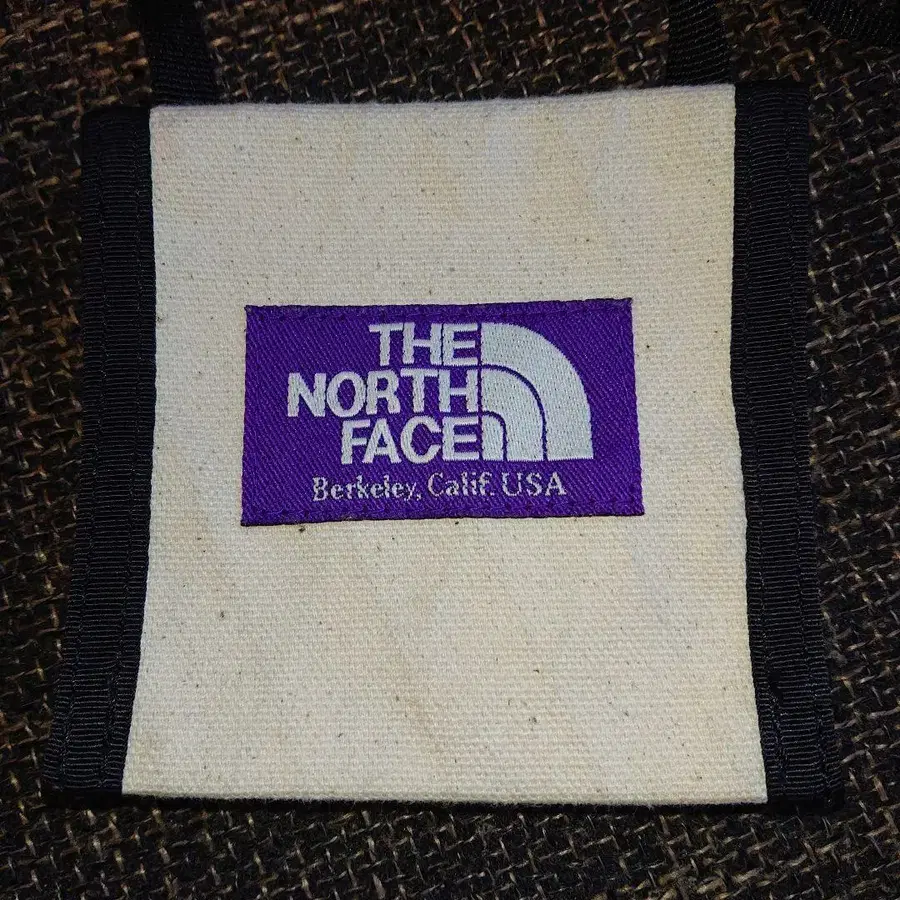 THE
NORTH
FACE
Berkeley, Calif. USA